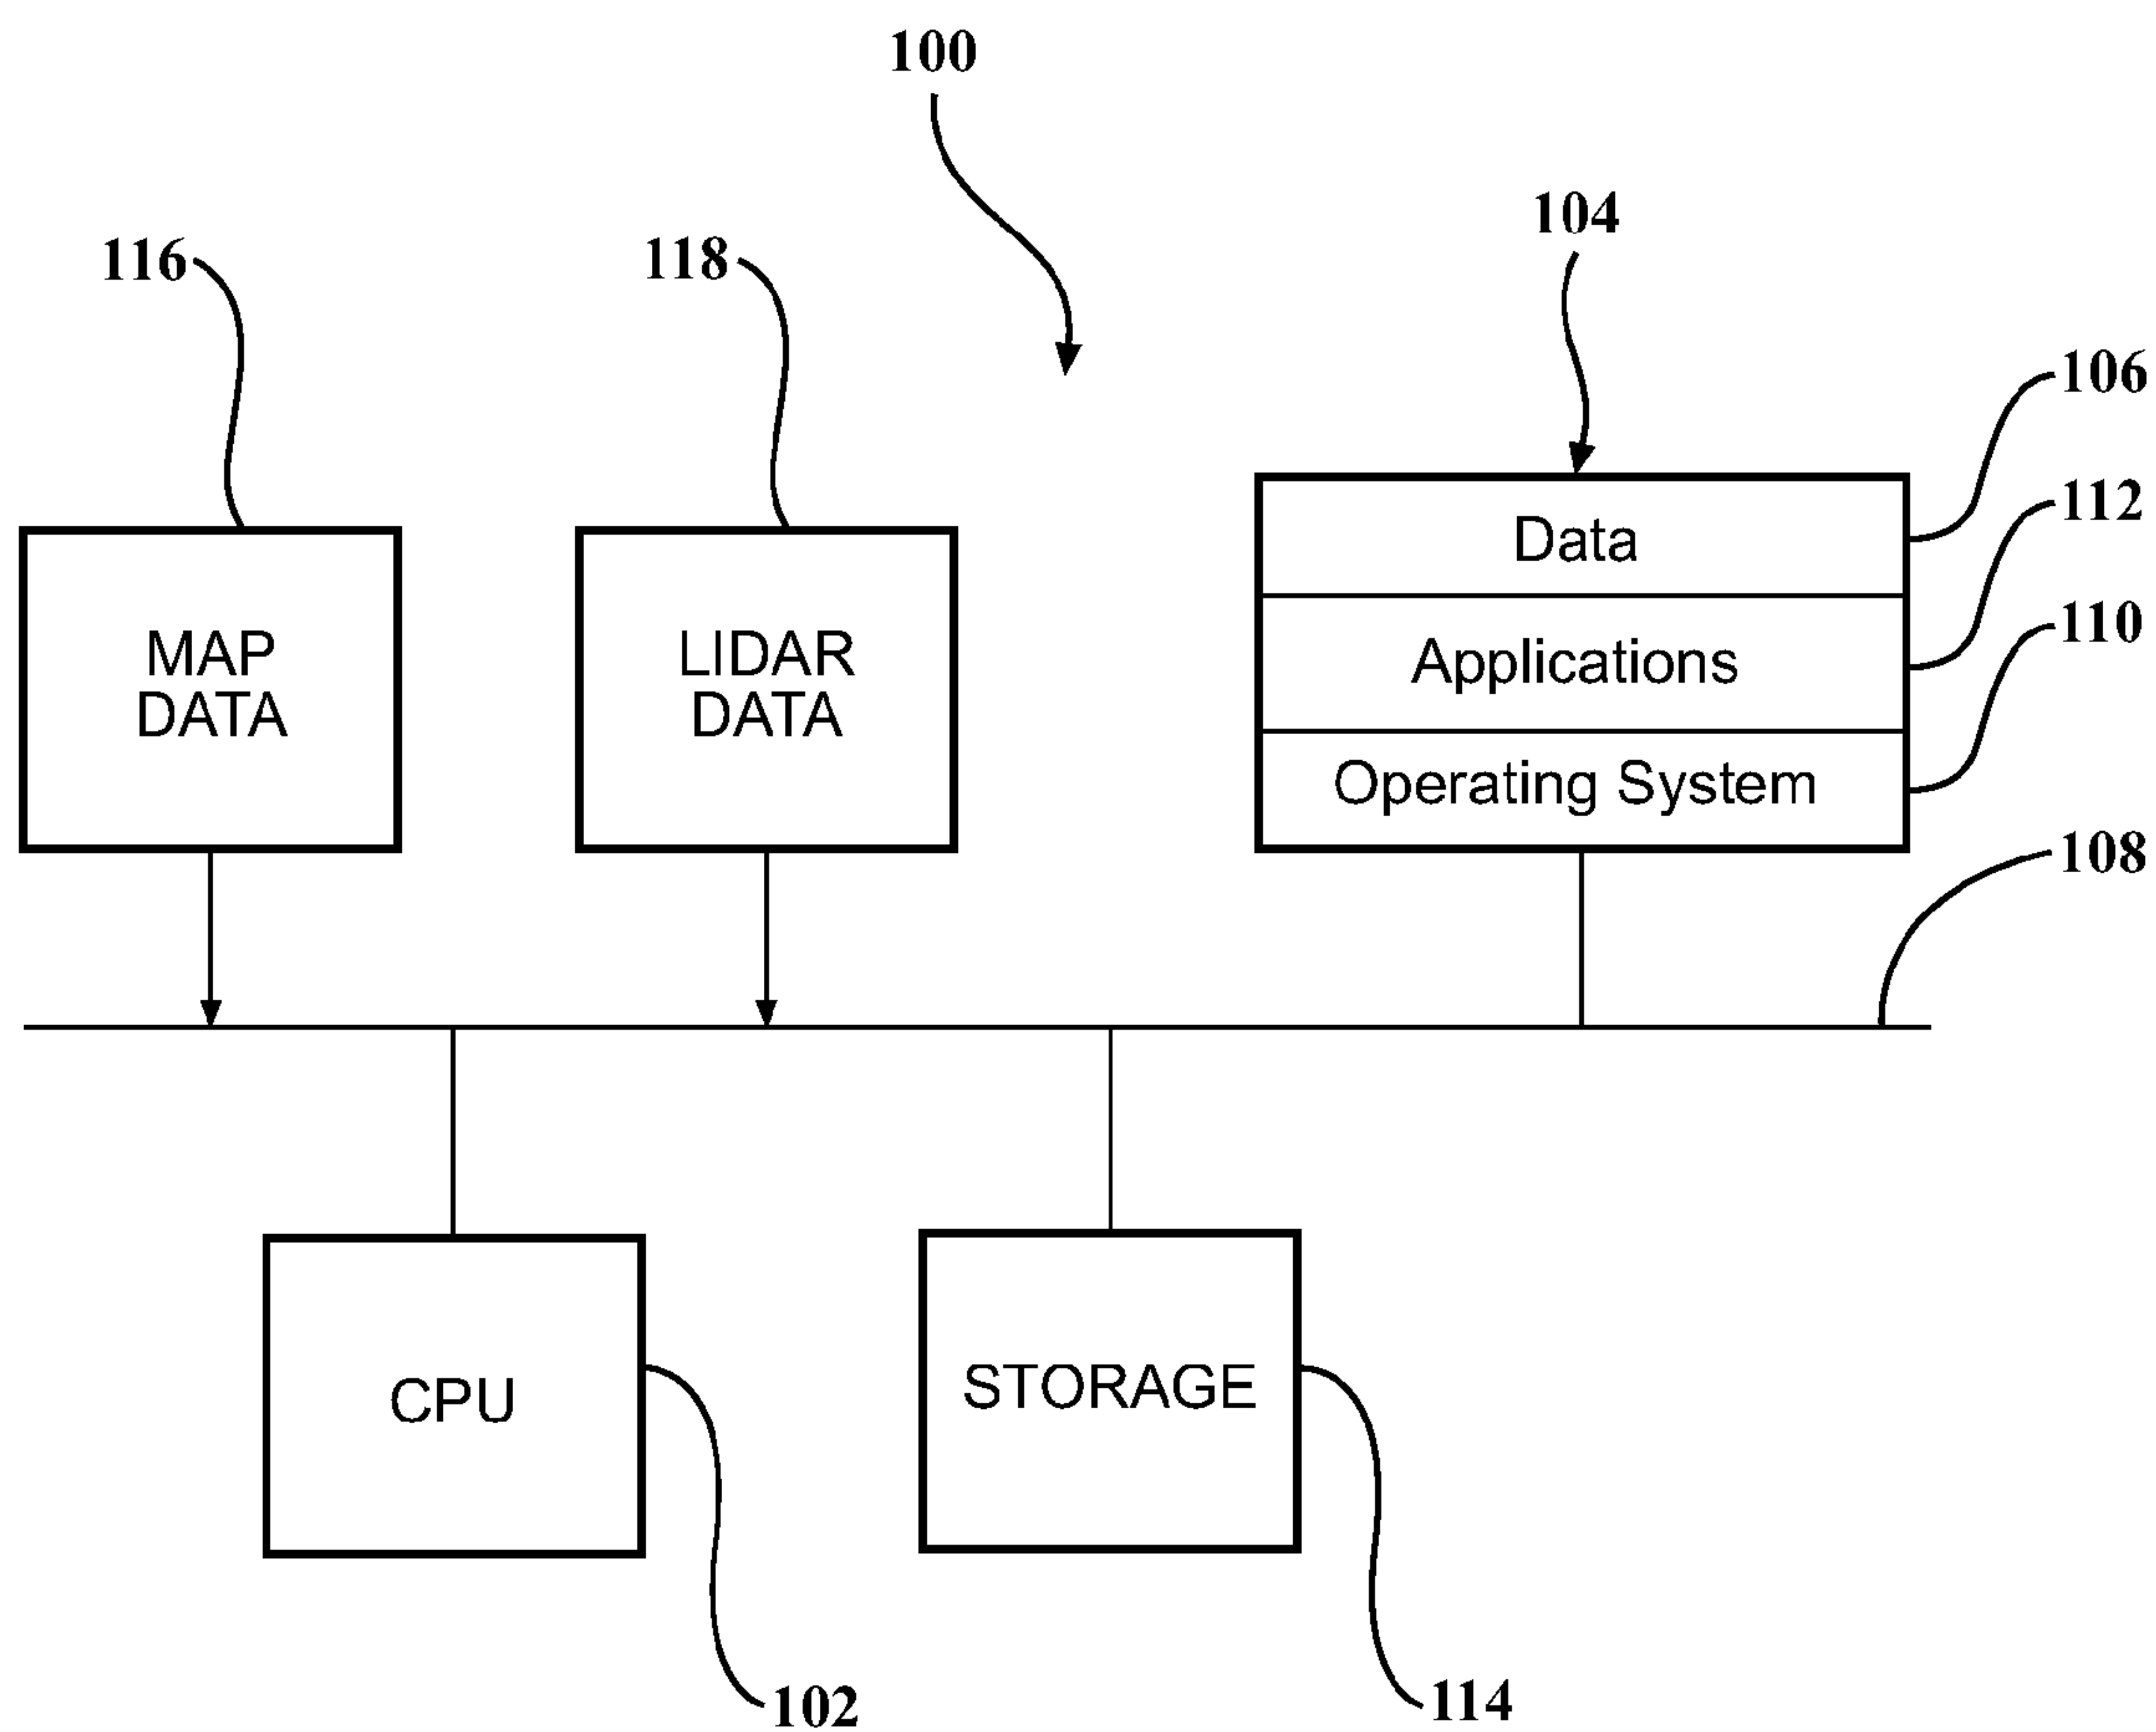 100
104
116
118
106
112
110
108
Data
Applications
Operating System
MAP
DATA
LIDAR
DATA
CPU
STORAGE
102
114